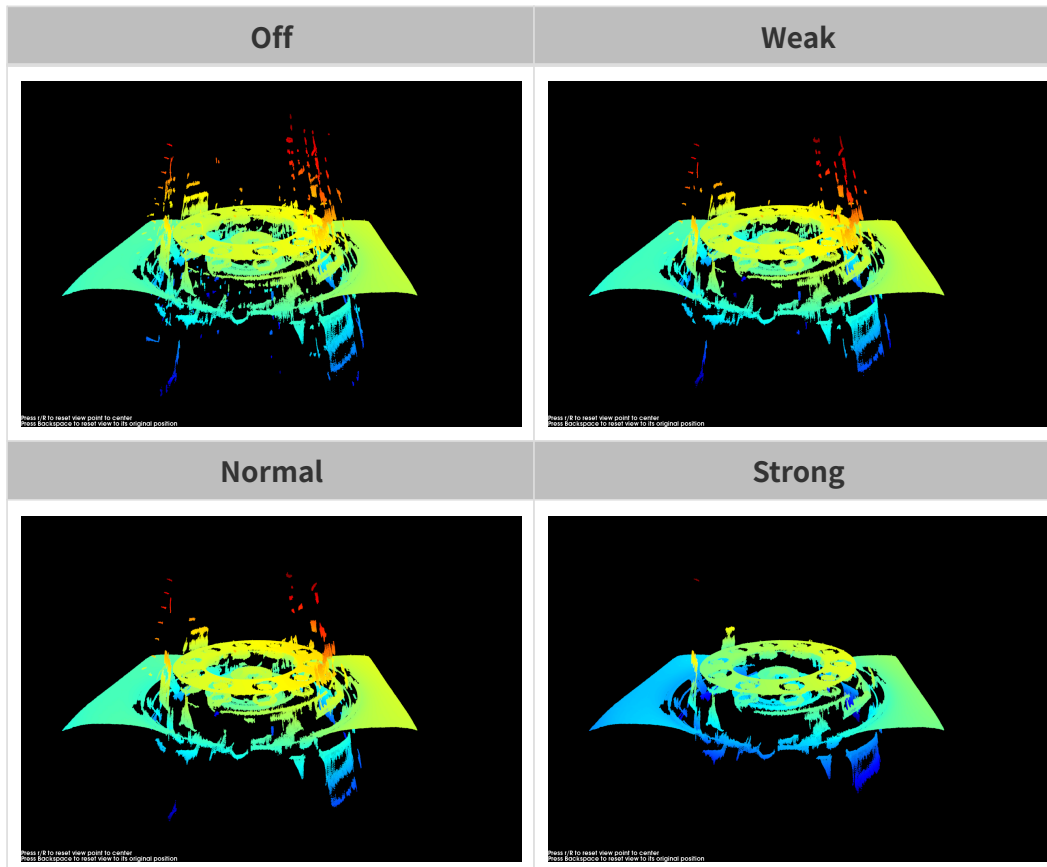 Off
Weak
Press r/R to reset view point to center
Press Backspace to reset view to its original position
Press r/R to reset view point to center
Press Backspace to reset view to its original position
Normal
Strong
Press r/R to reset view point to center
Press Backspace to reset view to its original position
Press r/R to reset view point to center
Press Backspace to reset view to its original position